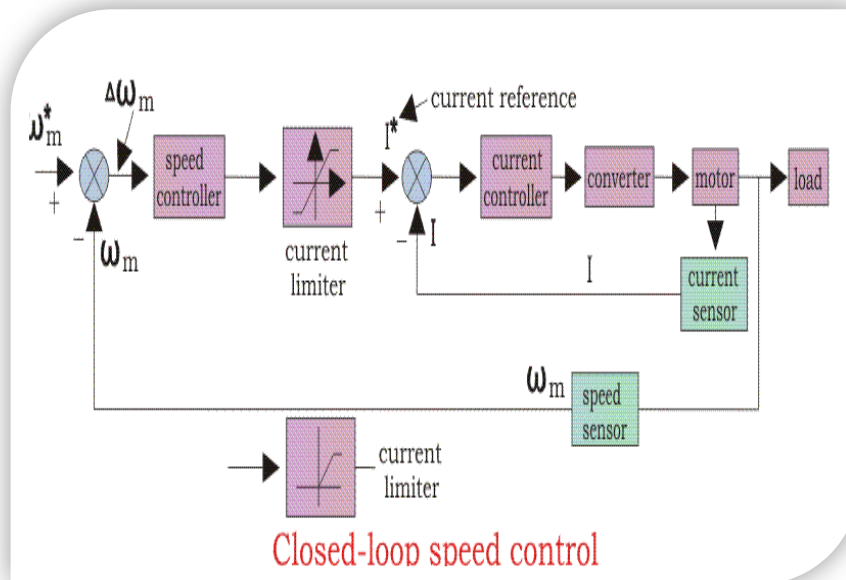 Δωm
current reference
ω*m
I*
speed
controller
current
controller
converter
motor
load
+
−
ωm
+
−
I
current
limiter
I
current
sensor
ωm
speed
sensor
current
limiter
Closed-loop speed control